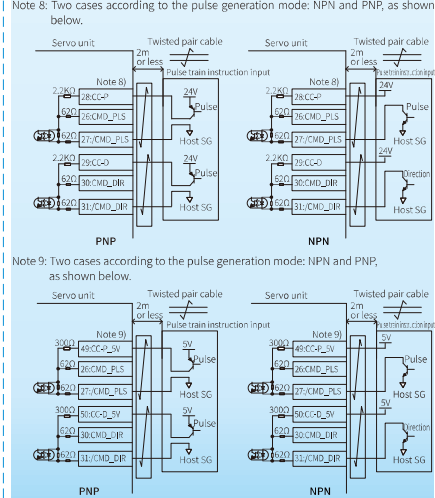 Note 8: Two cases according to the pulse generation mode: NPN and PNP, as shown
below.
Servo unit
Twisted pair cable
2m
or less
Pulse train instruction input
Note 8)
2.2KΩ
28:CC-P
24V
Pulse
62Ω
26:CMD_PLS
62Ω
27:/CMD_PLS
Host SG
2.2KΩ
29:CC-D
24V
Pulse
62Ω
30:CMD_DIR
62Ω
31:/CMD_DIR
Host SG
PNP
Servo unit
Twisted pair cable
2m
or less
Note 8)
2.2KΩ
28:CC-P
24V
Pulse
62Ω
26:CMD_PLS
62Ω
27:/CMD_PLS
Host SG
2.2KΩ
29:CC-D
24V
Direction
62Ω
30:CMD_DIR
62Ω
31:/CMD_DIR
Host SG
NPN
Note 9: Two cases according to the pulse generation mode: NPN and PNP,
as shown below.
Servo unit
Twisted pair cable
2m
or less
Pulse train instruction input
Note 9)
300Ω
49:CC-P_5V
5V
Pulse
62Ω
26:CMD_PLS
62Ω
27:/CMD_PLS
Host SG
300Ω
50:CC-D_5V
5V
Pulse
62Ω
30:CMD_DIR
62Ω
31:/CMD_DIR
Host SG
PNP
Servo unit
Twisted pair cable
2m
or less
Note 9)
300Ω
49:CC-P_5V
5V
Pulse
62Ω
26:CMD_PLS
62Ω
27:/CMD_PLS
Host SG
300Ω
50:CC-D_5V
5V
Direction
62Ω
30:CMD_DIR
62Ω
31:/CMD_DIR
Host SG
NPN